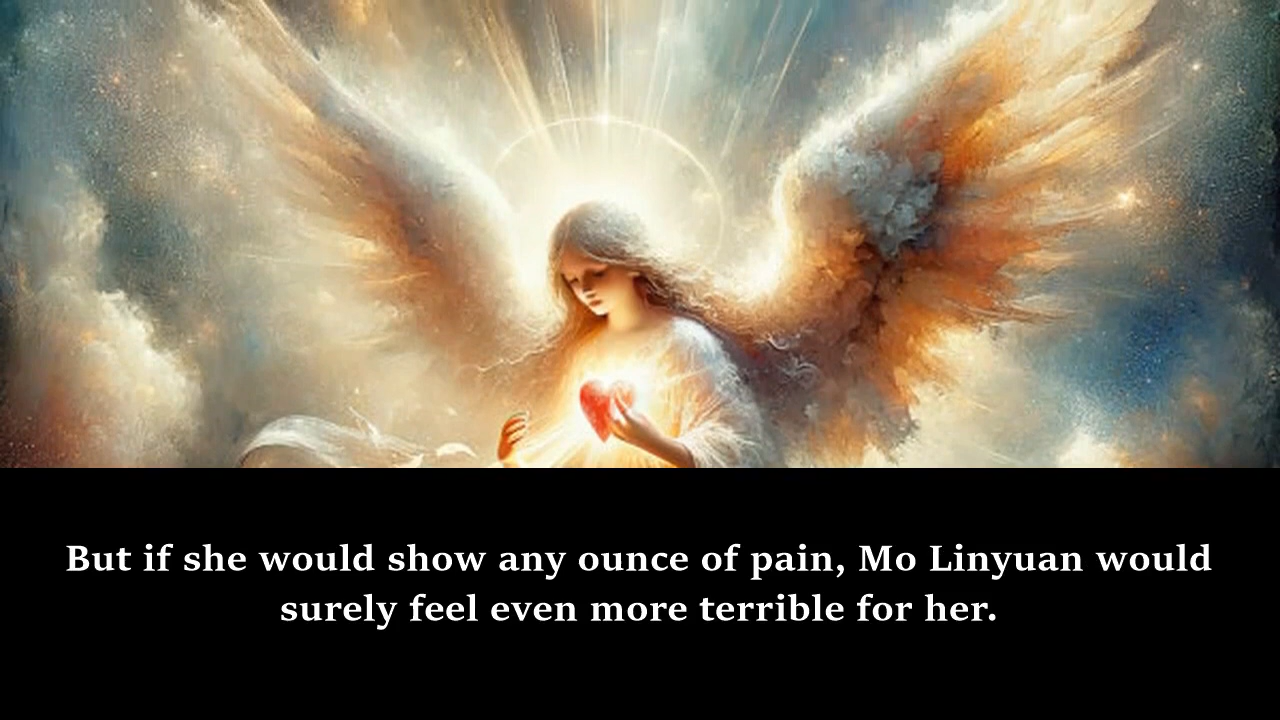 But if she would show any ounce of pain, Mo Linyuan would
surely feel even more terrible for her.